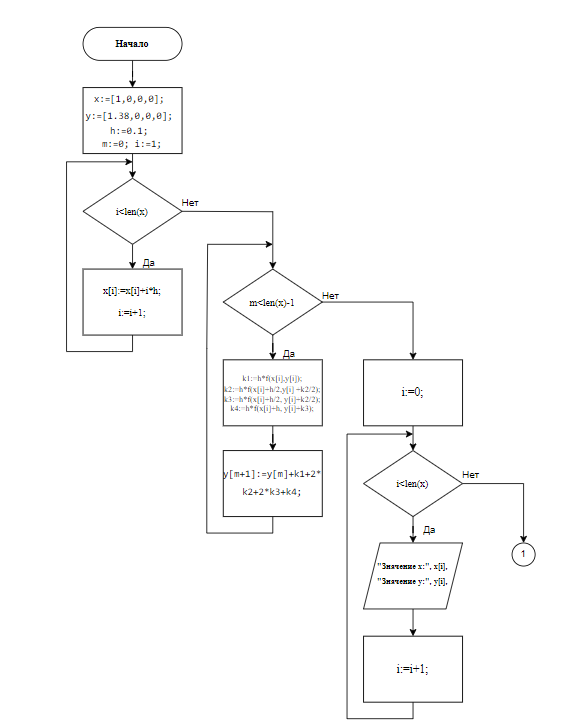 Начало
x:=[1,0,0,0];
y:=[1.38,0,0,0];
h:=0.1;
m:=0; i:=1;
i<len(x)
Нет
Да
x[i]:=x[i]+i*h;
i:=i+1;
m<len(x)-1
Нет
Да
k1:=h*f(x[i],y[i]);
k2:=h*f(x[i]+h/2,y[i] +k2/2);
k3:=h*f(x[i]+h/2, y[i]+k2/2);
k4:=h*f(x[i]+h, y[i]+k3);
y[m+1]:=y[m]+k1+2*
k2+2*k3+k4;
i:=0;
i<len(x)
Нет
Да
1
"Значение x:", x[i],
"Значение y:", y[i],
i:=i+1;